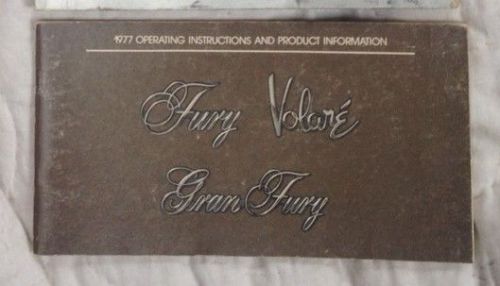 1977 OPERATING INSTRUCTIONS AND PRODUCT INFORMATION
Fury Volaré
Gran Fury